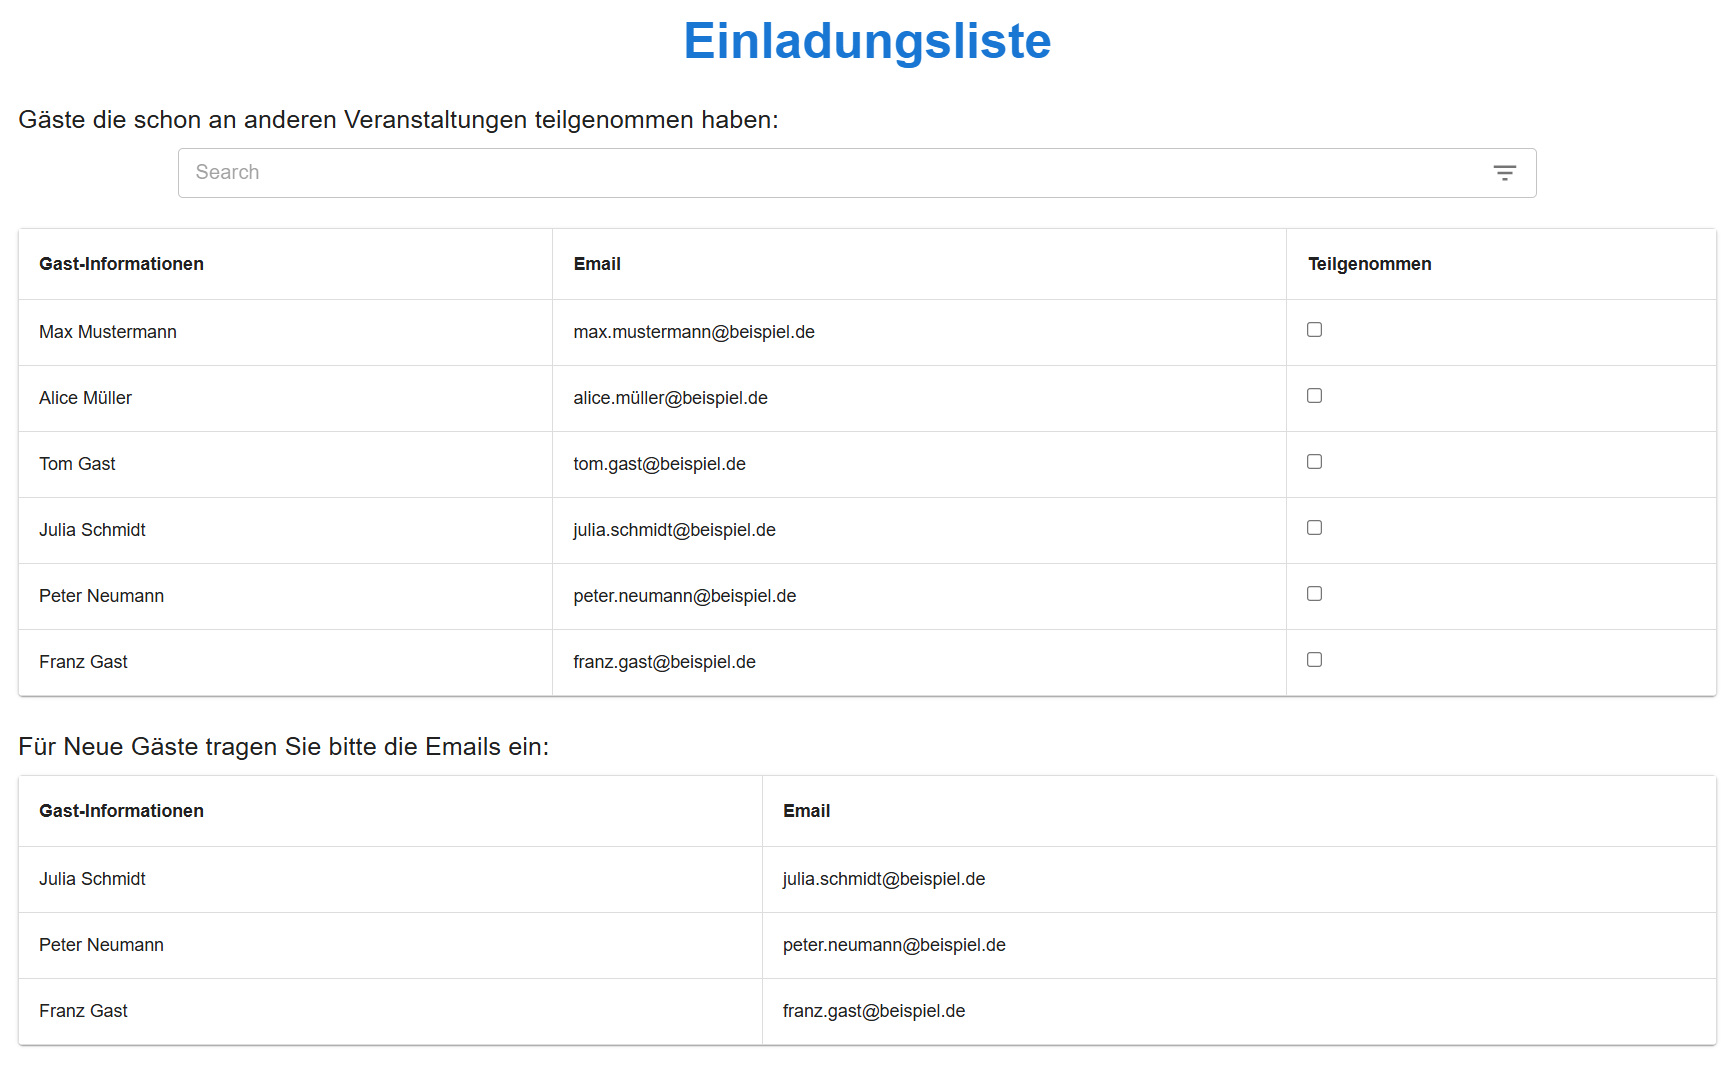 Einladungsliste
Gäste die schon an anderen Veranstaltungen teilgenommen haben:
Search
Gast-Informationen Email Teilgenommen
Max Mustermann max.mustermann@beispiel.de
Alice Müller alice.müller@beispiel.de
Tom Gast tom.gast@beispiel.de
Julia Schmidt julia.schmidt@beispiel.de
Peter Neumann peter.neumann@beispiel.de
Franz Gast franz.gast@beispiel.de
Für Neue Gäste tragen Sie bitte die Emails ein:
Gast-Informationen Email
Julia Schmidt julia.schmidt@beispiel.de
Peter Neumann peter.neumann@beispiel.de
Franz Gast franz.gast@beispiel.de